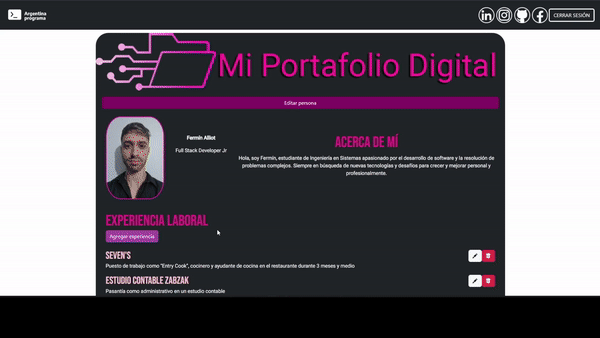 Argentina
programa
CERRAR SESIÓN
Mi Portafolio Digital
Editar persona
Fermín Alliot
Full Stack Developer Jr
ACERCA DE MÍ
Hola, soy Fermín, estudiante de Ingeniería en Sistemas apasionado por el desarrollo de software y la resolución de
problemas complejos. Siempre en búsqueda de nuevas tecnologías y desafíos para crecer y mejorar personal y
profesionalmente.
EXPERIENCIA LABORAL
Agregar experiencia
SEVEN'S
Puesto de trabajo como "Entry Cook", cocinero y ayudante de cocina en el restaurante durante 3 meses y medio
ESTUDIO CONTABLE ZABZAK
Pasantía como administrativo en un estudio contable